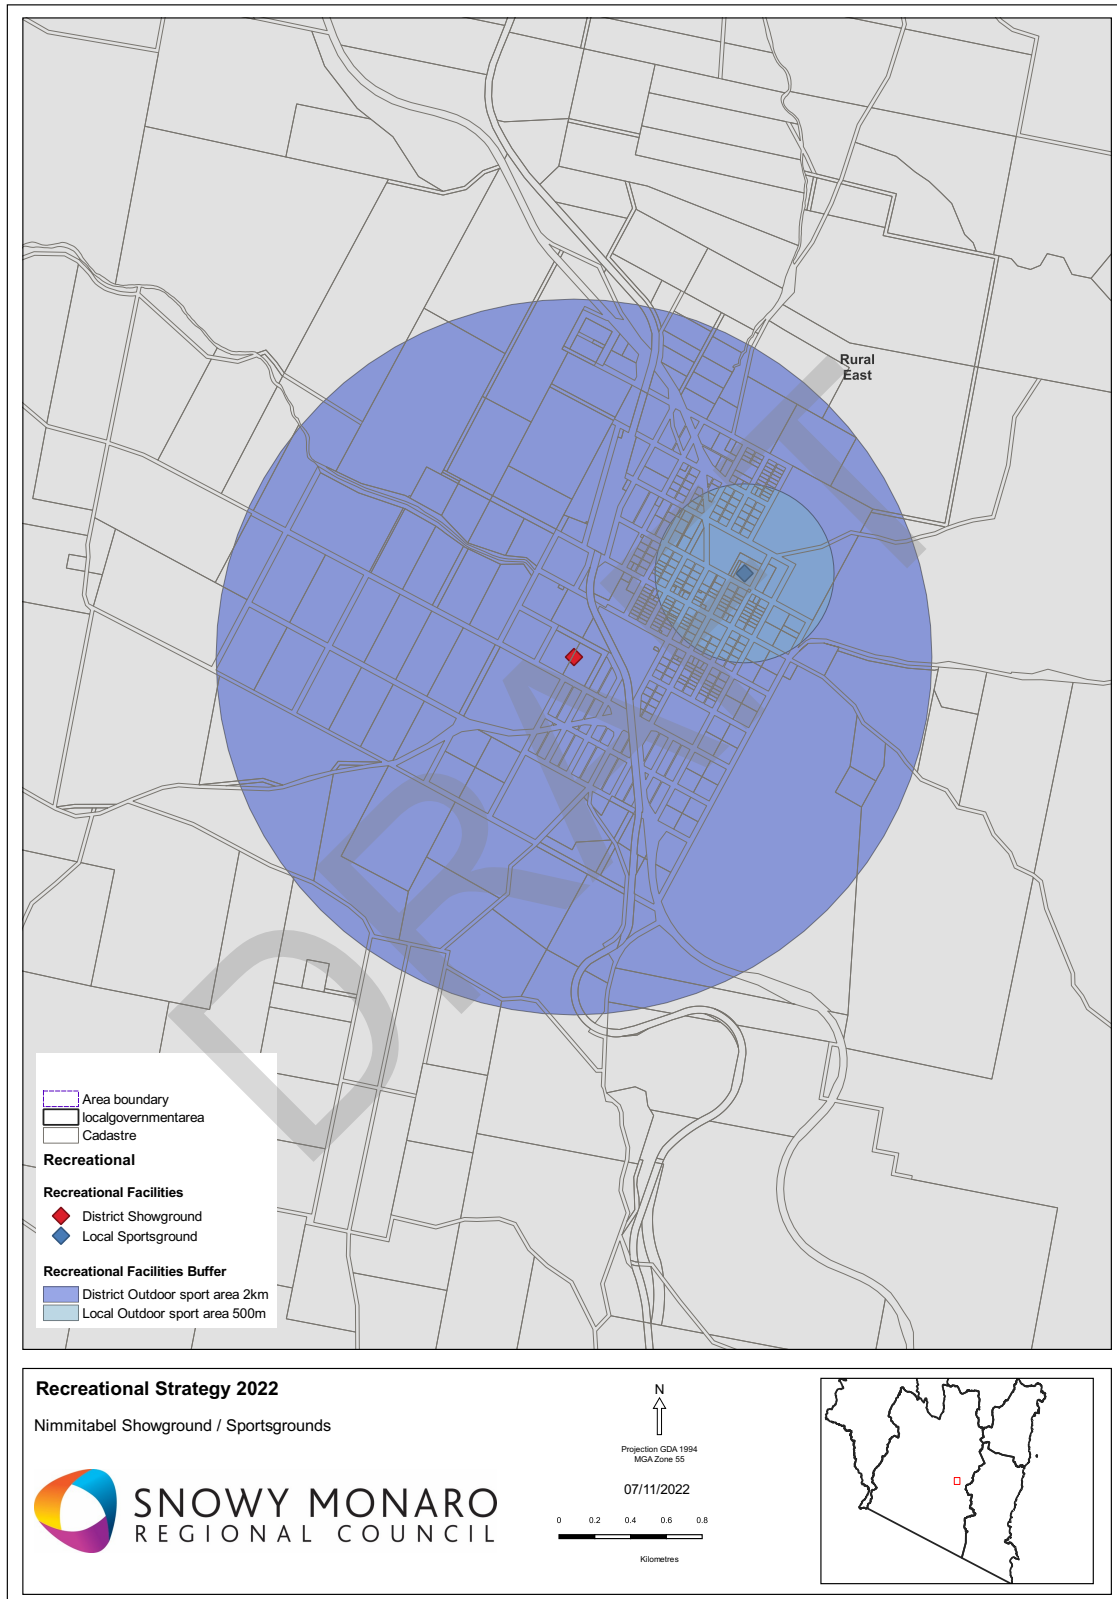 Rural
East
DRAFT
Area boundary
localgovernmentarea
Cadastre
Recreational
Recreational Facilities
District Showground
Local Sportsground
Recreational Facilities Buffer
District Outdoor sport area 2km
Local Outdoor sport area 500m
Recreational Strategy 2022
Nimmitabel Showground / Sportsgrounds
SNOWY MONARO
REGIONAL COUNCIL
N
Projection GDA 1994
MGA Zone 55
07/11/2022
0 0.2 0.4 0.6 0.8
Kilometres